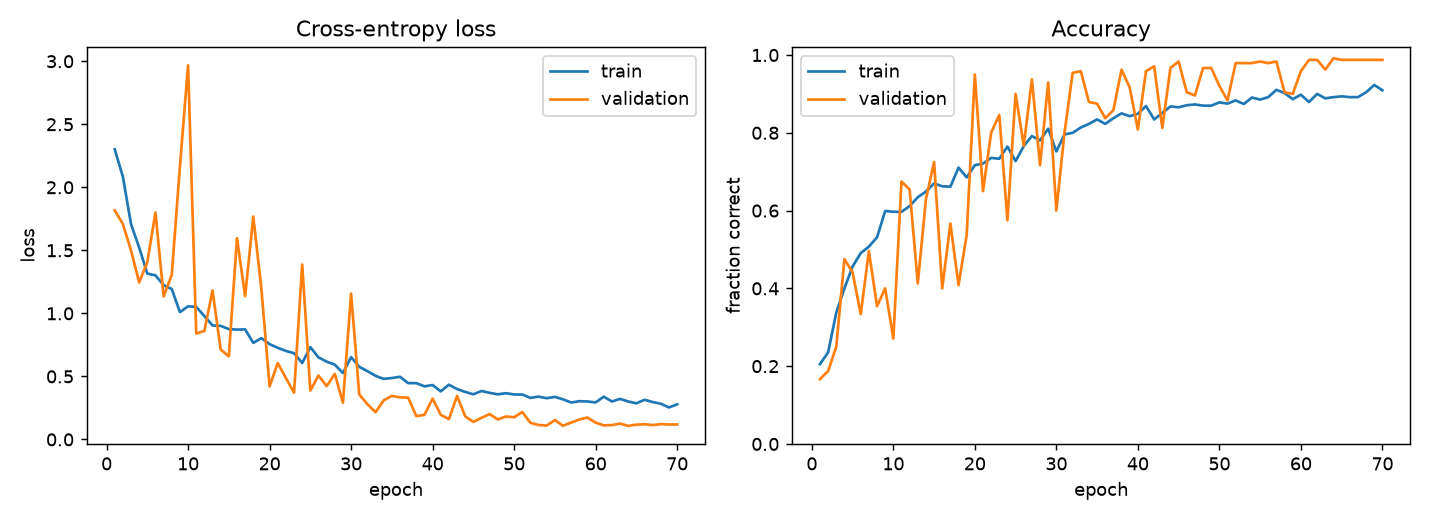 Cross-entropy loss
3.0
2.5
2.0
1.5
1.0
0.5
0.0
loss
train
validation
0 10 20 30 40 50 60 70
epoch
Accuracy
1.0
0.8
0.6
0.4
0.2
0.0
fraction correct
train
validation
0 10 20 30 40 50 60 70
epoch